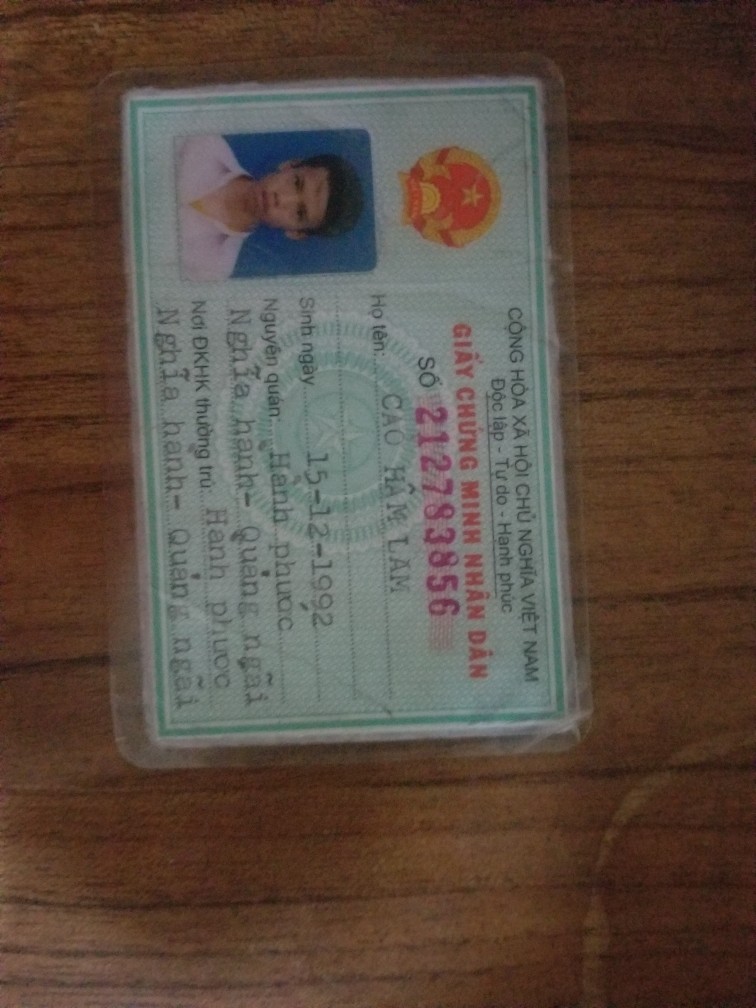 CỘNG HÒA XÃ HỘI CHỦ NGHĨA VIỆT NAM
Độc lập - Tự do - Hạnh phúc
GIẤY CHỨNG MINH NHÂN DÂN
SỐ 212783856
Họ tên: CAO HÂM LAM
Sinh ngày 15-12-1992
Nguyên quán: Hành phước
Nghĩa hành- Quảng ngãi
Nơi ĐKHK thường trú: Hành phước
Nghĩa hành- Quảng ngãi